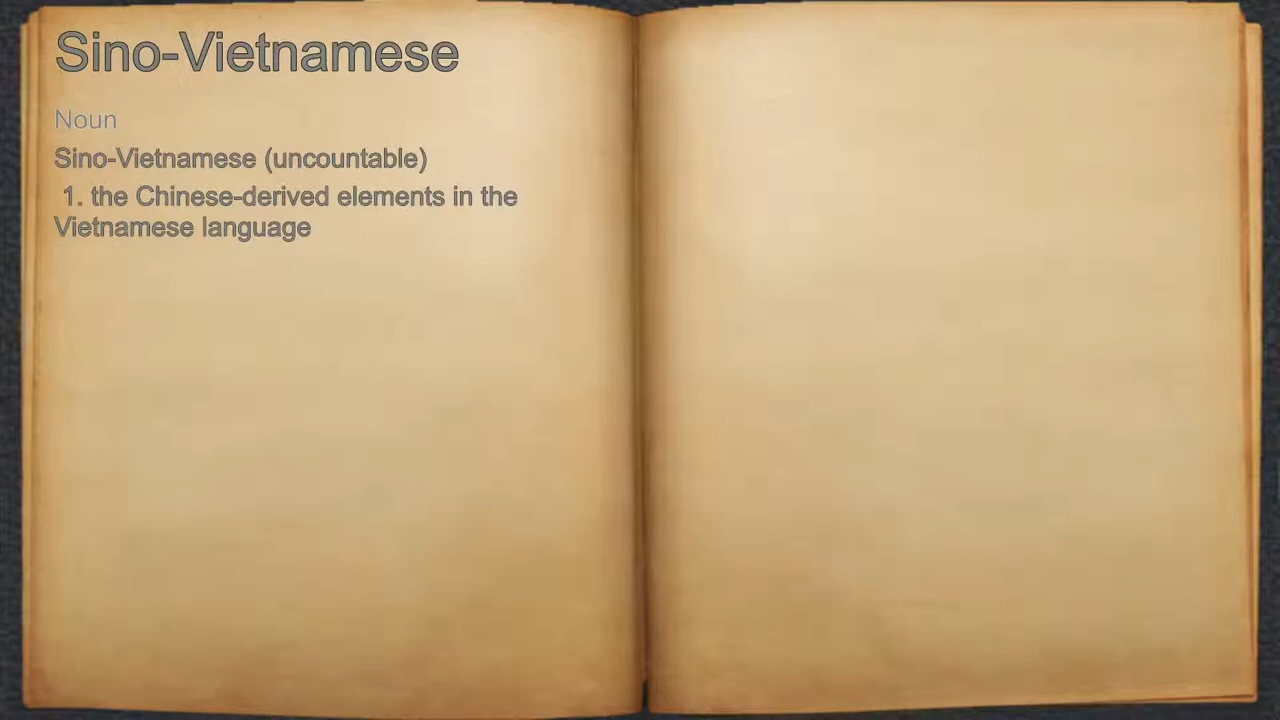 Sino-Vietnamese
Noun
Sino-Vietnamese (uncountable)
1. the Chinese-derived elements in the
Vietnamese language